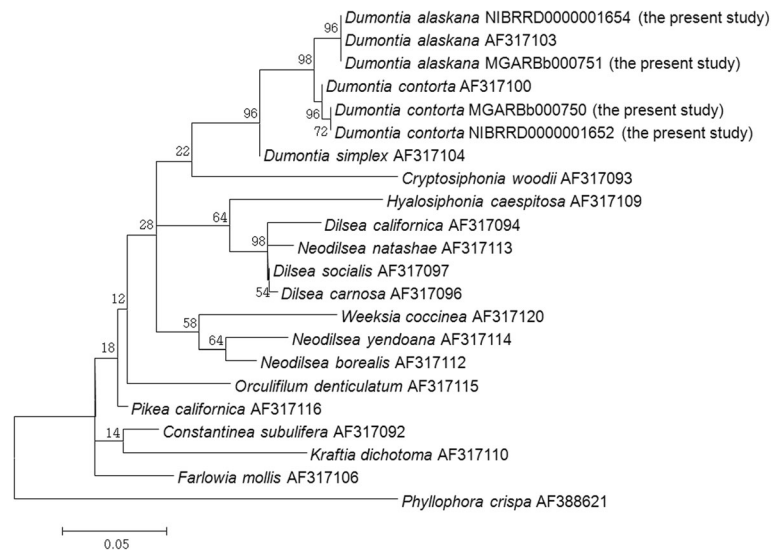 Dumontia alaskana NIBRRD0000001654 (the present study)
96
Dumontia alaskana AF317103
98
Dumontia alaskana MGARBb000751 (the present study)
Dumontia contorta AF317100
96
96
Dumontia contorta MGARBb000750 (the present study)
72
Dumontia contorta NIBRRD0000001652 (the present study)
22
Dumontia simplex AF317104
Cryptosiphonia woodii AF317093
Hyalosiphonia caespitosa AF317109
28
64
Dilsea californica AF317094
98
Neodilsea natashae AF317113
Dilsea socialis AF317097
54
Dilsea carnosa AF317096
12
Weeksia coccinea AF317120
58
64
Neodilsea yendoana AF317114
18
Neodilsea borealis AF317112
Orculifilum denticulatum AF317115
Pikea californica AF317116
14
Constantinea subulifera AF317092
Kraftia dichotoma AF317110
Farlowia mollis AF317106
Phyllophora crispa AF388621
0.05